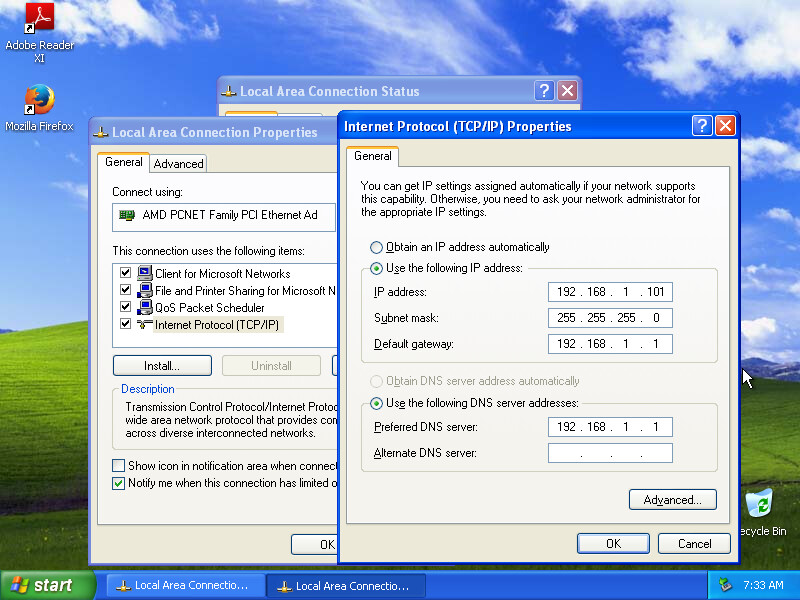 Adobe Reader
XI
Mozilla Firefox
Local Area Connection Status
Local Area Connection Properties
General
Advanced
Connect using:
AMD PCNET Family PCI Ethernet Ad
This connection uses the following items:
Client for Microsoft Networks
File and Printer Sharing for Microsoft N
QoS Packet Scheduler
Internet Protocol (TCP/IP)
Install...
Uninstall
Description
Transmission Control Protocol/Internet Protoc
wide area network protocol that provides com
across diverse interconnected networks.
Show icon in notification area when connec
Notify me when this connection has limited o
OK
Internet Protocol (TCP/IP) Properties
General
You can get IP settings assigned automatically if your network supports
this capability. Otherwise, you need to ask your network administrator for
the appropriate IP settings.
Obtain an IP address automatically
Use the following IP address:
IP address: 192 . 168 . 1 . 101
Subnet mask: 255 . 255 . 255 . 0
Default gateway: 192 . 168 . 1 . 1
Obtain DNS server address automatically
Use the following DNS server addresses:
Preferred DNS server: 192 . 168 . 1 . 1
Alternate DNS server: . . .
Advanced...
OK
Cancel
ecycle Bin
start
Local Area Connectio...
Local Area Connectio...
7:33 AM